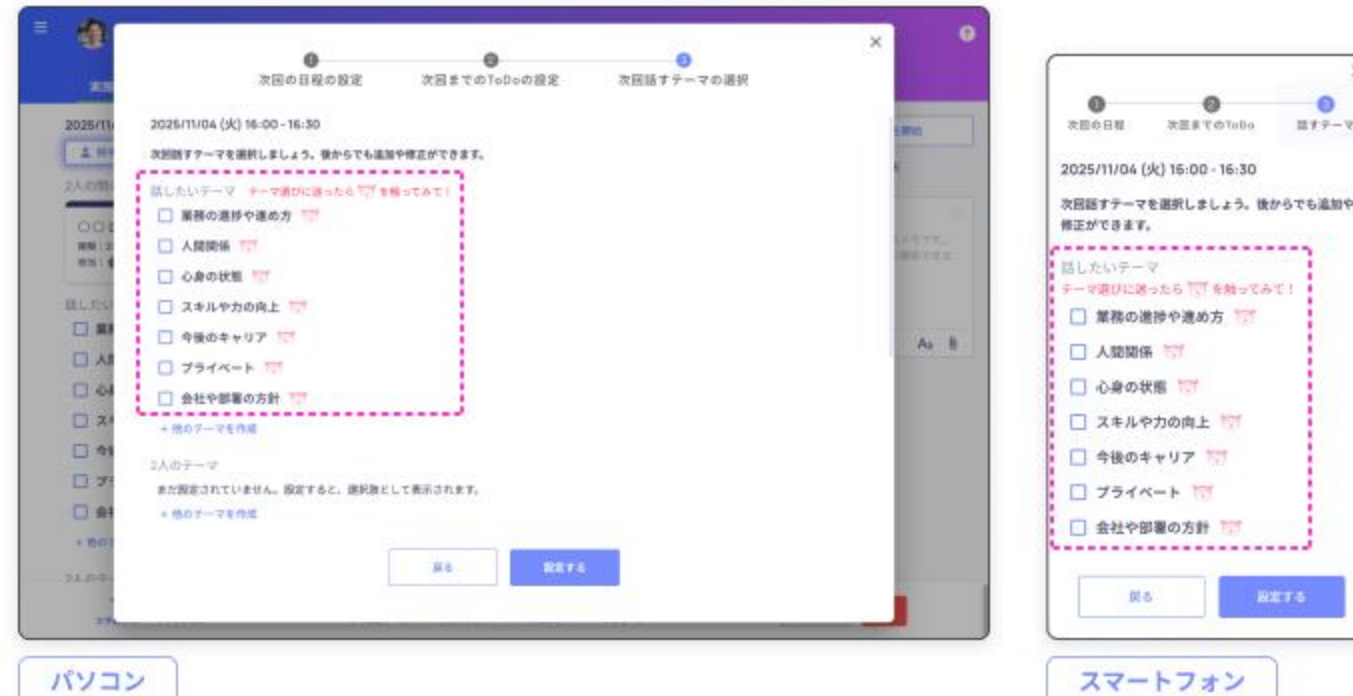 次回の日程の設定
次回までのToDoの設定
次回話すテーマの選択
2025/11/04 (火) 16:00 - 16:30
次回話すテーマを選択しましょう。後からでも追加や修正ができます。
話したいテーマ テーマ選びに迷ったら を触ってみて！
業務の進捗や進め方
人間関係
心身の状態
スキルや力の向上
今後のキャリア
プライベート
会社や部署の方針
+ 他のテーマを作成
2人のテーマ
まだ設定されていません。設定すると、選択肢として表示されます。
+ 他のテーマを作成
戻る
設定する
2025/11/
パソコン
次回の日程
次回までのToDo
話すテーマ
2025/11/04 (火) 16:00 - 16:30
次回話すテーマを選択しましょう。後からでも追加や
修正ができます。
話したいテーマ
テーマ選びに迷ったら を触ってみて！
業務の進捗や進め方
人間関係
心身の状態
スキルや力の向上
今後のキャリア
プライベート
会社や部署の方針
戻る
設定する
スマートフォン